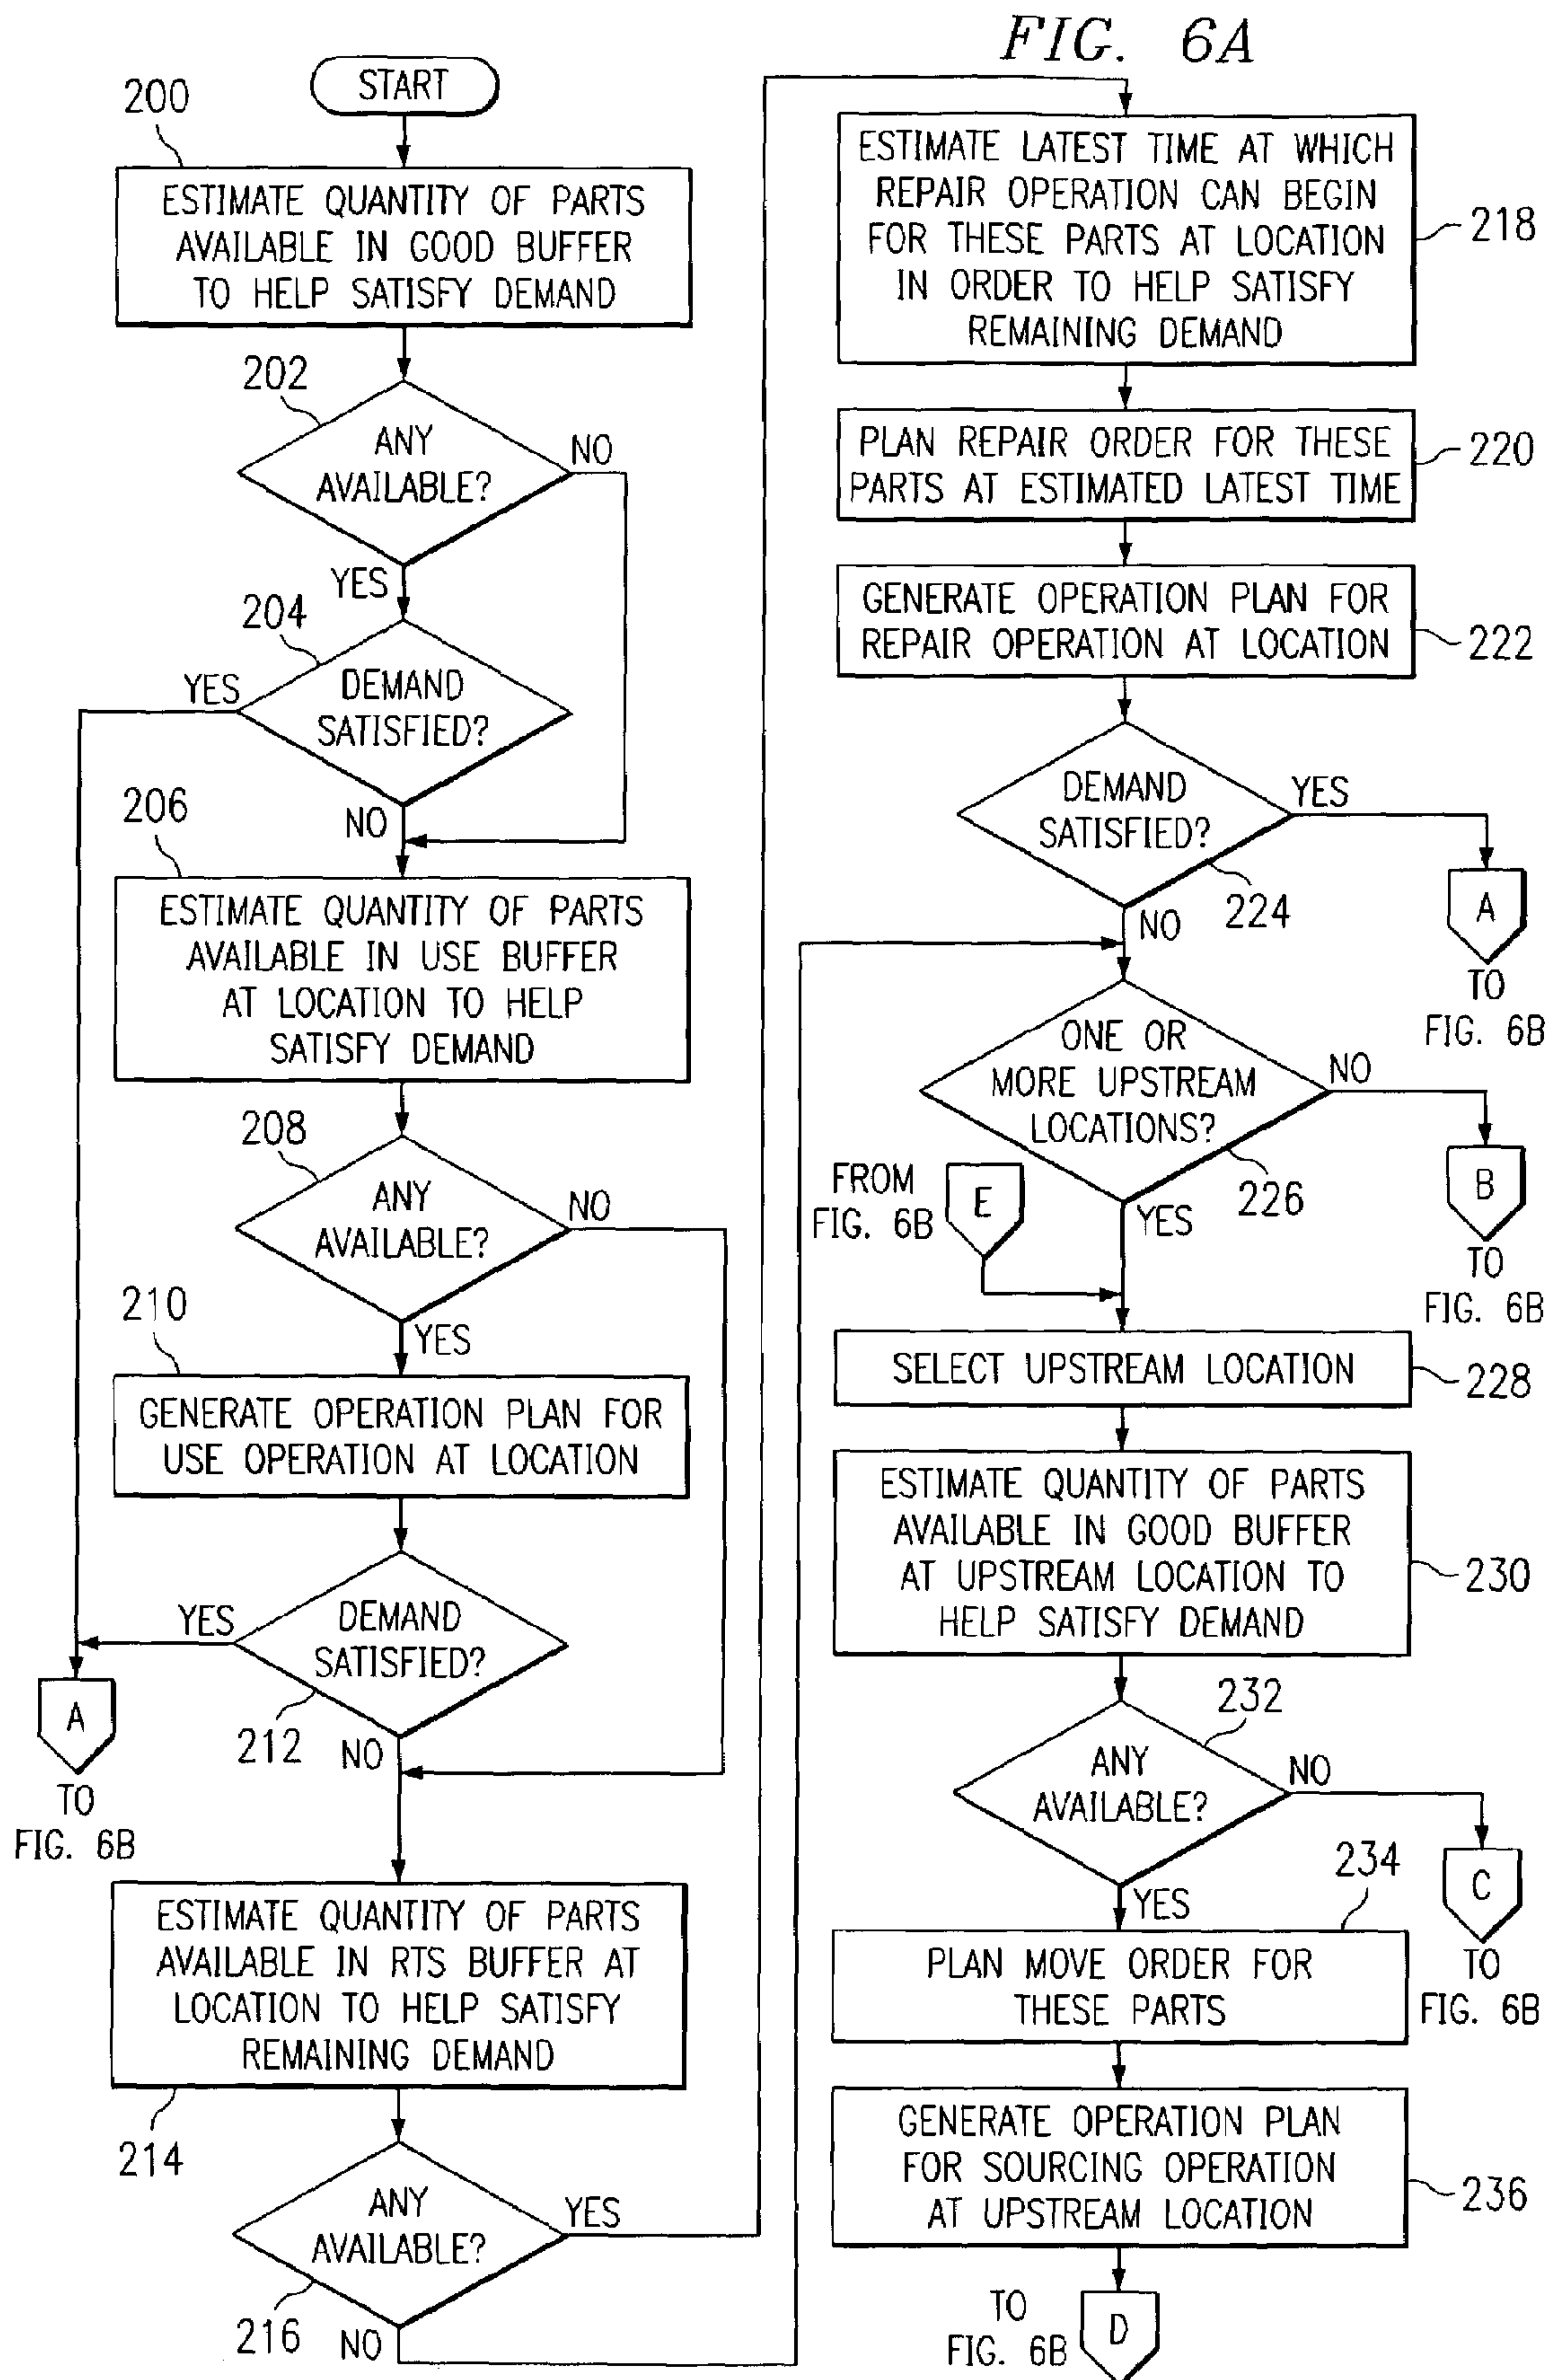 FIG. 6A
START
200
ESTIMATE QUANTITY OF PARTS
AVAILABLE IN GOOD BUFFER
TO HELP SATISFY DEMAND
202
ANY
AVAILABLE?
NO
YES
204
DEMAND
SATISFIED?
YES
NO
206
ESTIMATE QUANTITY OF PARTS
AVAILABLE IN USE BUFFER
AT LOCATION TO HELP
SATISFY DEMAND
208
ANY
AVAILABLE?
NO
YES
210
GENERATE OPERATION PLAN FOR
USE OPERATION AT LOCATION
DEMAND
SATISFIED?
YES
212
NO
A
TO
FIG. 6B
ESTIMATE QUANTITY OF PARTS
AVAILABLE IN RTS BUFFER AT
LOCATION TO HELP SATISFY
REMAINING DEMAND
214
ANY
AVAILABLE?
YES
216
NO
ESTIMATE LATEST TIME AT WHICH
REPAIR OPERATION CAN BEGIN
FOR THESE PARTS AT LOCATION
IN ORDER TO HELP SATISFY
REMAINING DEMAND
218
PLAN REPAIR ORDER FOR THESE
PARTS AT ESTIMATED LATEST TIME
220
GENERATE OPERATION PLAN FOR
REPAIR OPERATION AT LOCATION
222
DEMAND
SATISFIED?
YES
224
NO
A
TO
FIG. 6B
ONE OR
MORE UPSTREAM
LOCATIONS?
NO
226
YES
B
TO
FIG. 6B
FROM
FIG. 6B
E
SELECT UPSTREAM LOCATION
228
ESTIMATE QUANTITY OF PARTS
AVAILABLE IN GOOD BUFFER
AT UPSTREAM LOCATION TO
HELP SATISFY DEMAND
230
232
ANY
AVAILABLE?
NO
YES
C
TO
FIG. 6B
234
PLAN MOVE ORDER FOR
THESE PARTS
GENERATE OPERATION PLAN
FOR SOURCING OPERATION
AT UPSTREAM LOCATION
236
TO
FIG. 6B
D